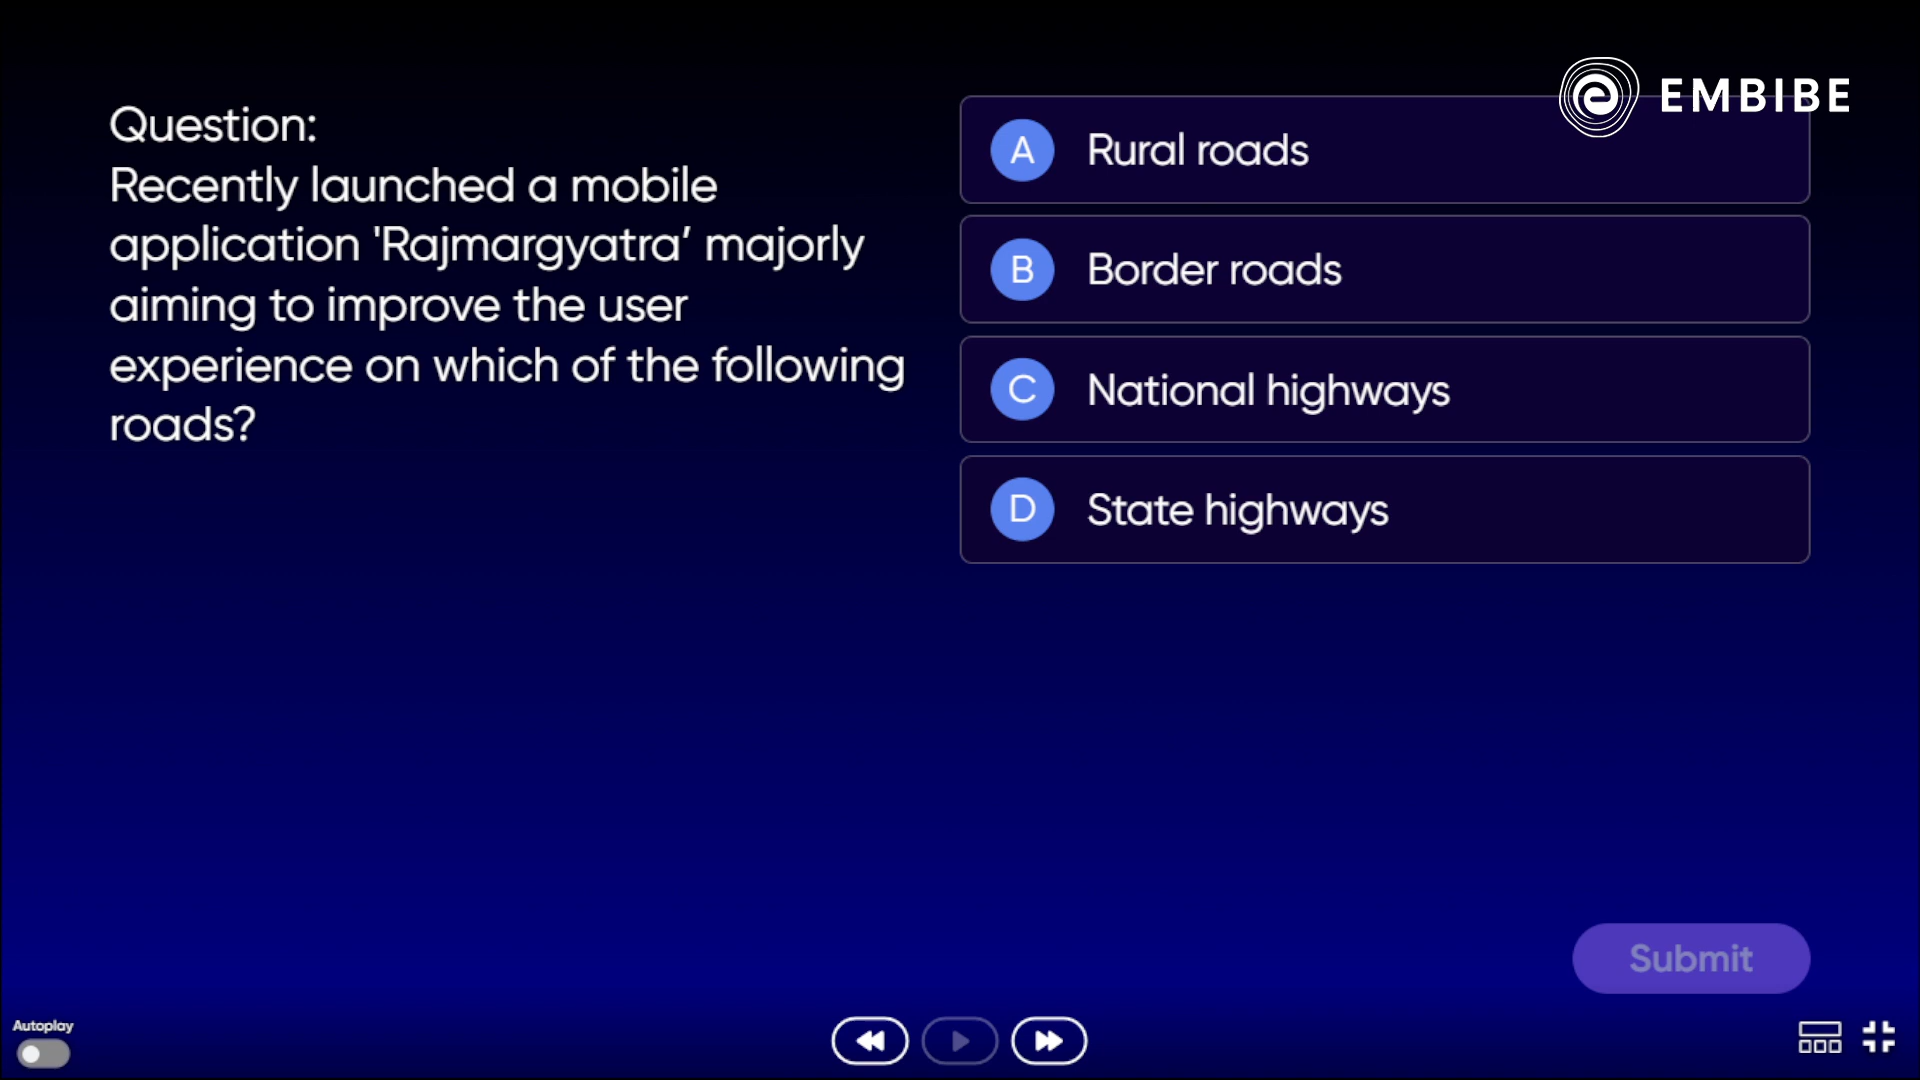 EMBIBE
Question:
Recently launched a mobile
application 'Rajmargyatra’ majorly
aiming to improve the user
experience on which of the following
roads?
A Rural roads
B Border roads
C National highways
D State highways
Submit
Autoplay